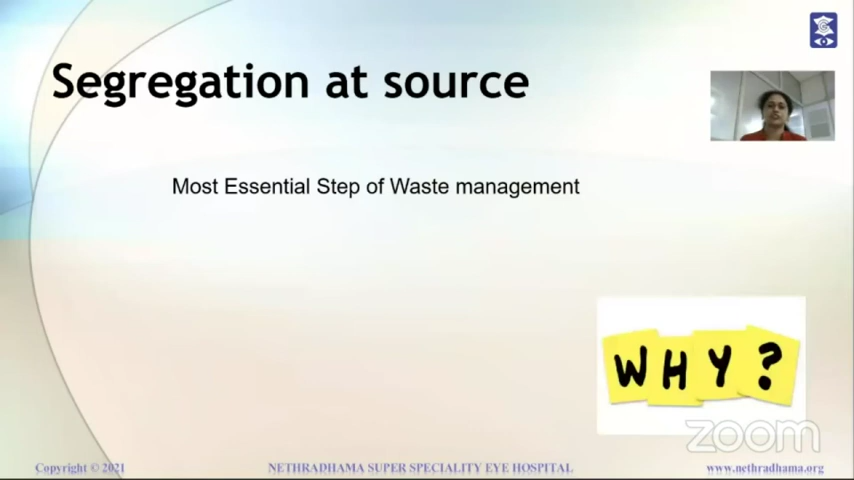 Segregation at source
Most Essential Step of Waste management
WHY?
zoom
Copyright © 2021
NETHRADHAMA SUPER SPECIALITY EYE HOSPITAL
www.nethradhama.org